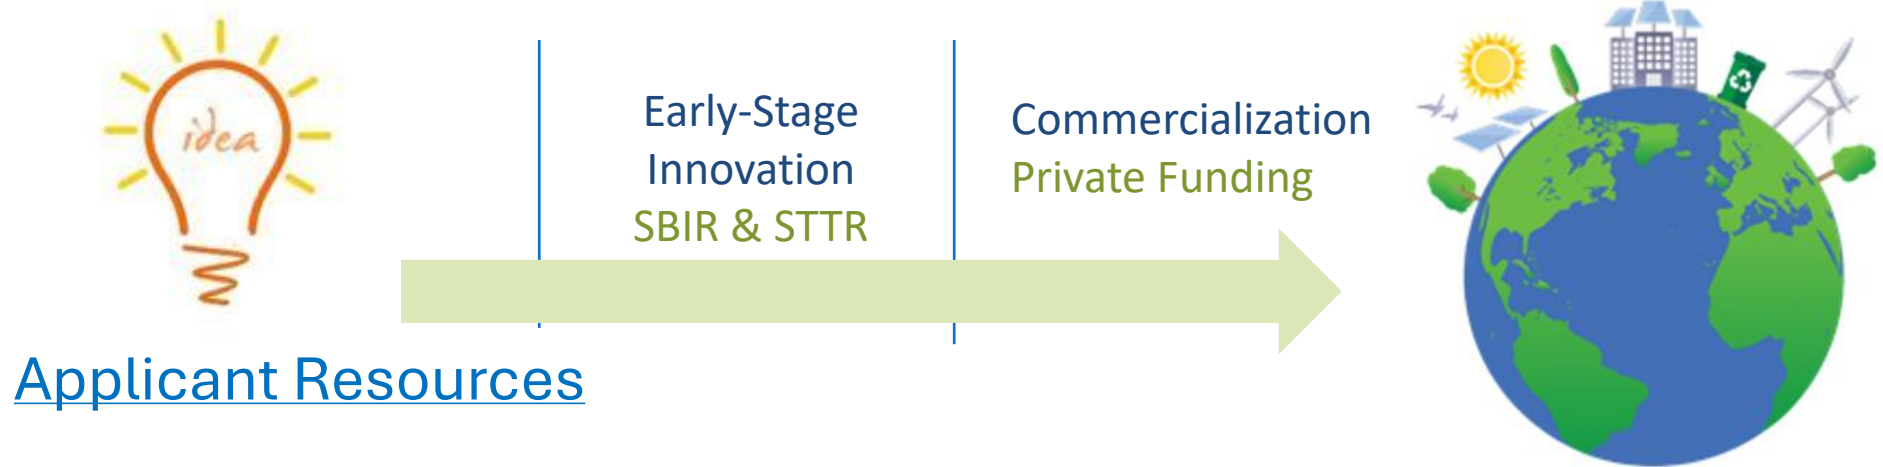 idea
Early-Stage
Innovation
SBIR & STTR
Commercialization
Private Funding
Applicant Resources